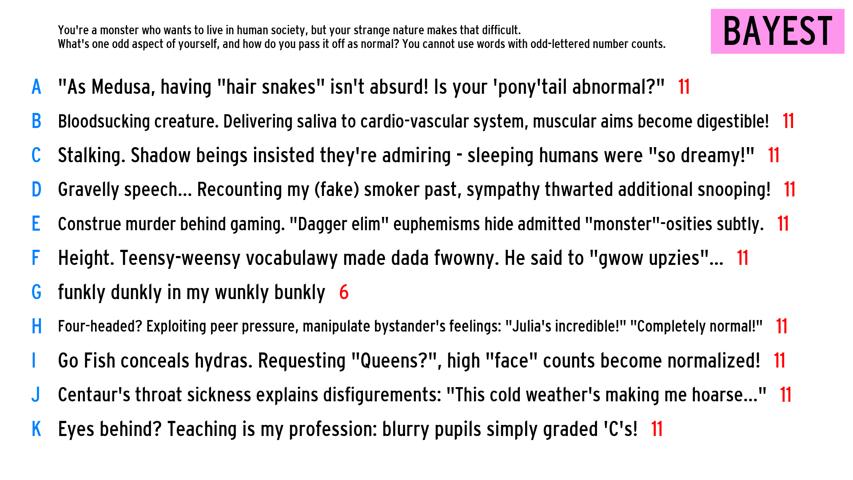 You're a monster who wants to live in human society, but your strange nature makes that difficult.
What's one odd aspect of yourself, and how do you pass it off as normal? You cannot use words with odd-lettered number counts.
BAYEST
A "As Medusa, having "hair snakes" isn't absurd! Is your 'pony'tail abnormal?" 11
B Bloodsucking creature. Delivering saliva to cardio-vascular system, muscular aims become digestible! 11
C Stalking. Shadow beings insisted they're admiring - sleeping humans were "so dreamy!" 11
D Gravelly speech... Recounting my (fake) smoker past, sympathy thwarted additional snooping! 11
E Construe murder behind gaming. "Dagger elim" euphemisms hide admitted "monster"-osities subtly. 11
F Height. Teensy-weensy vocabulawy made dada fwowny. He said to "gwow upzies"... 11
G funkly dunkly in my wunkly bunkly 6
H Four-headed? Exploiting peer pressure, manipulate bystander's feelings: "Julia's incredible!" "Completely normal!" 11
I Go Fish conceals hydras. Requesting "Queens?", high "face" counts become normalized! 11
J Centaur's throat sickness explains disfigurements: "This cold weather's making me hoarse..." 11
K Eyes behind? Teaching is my profession: blurry pupils simply graded 'C's! 11